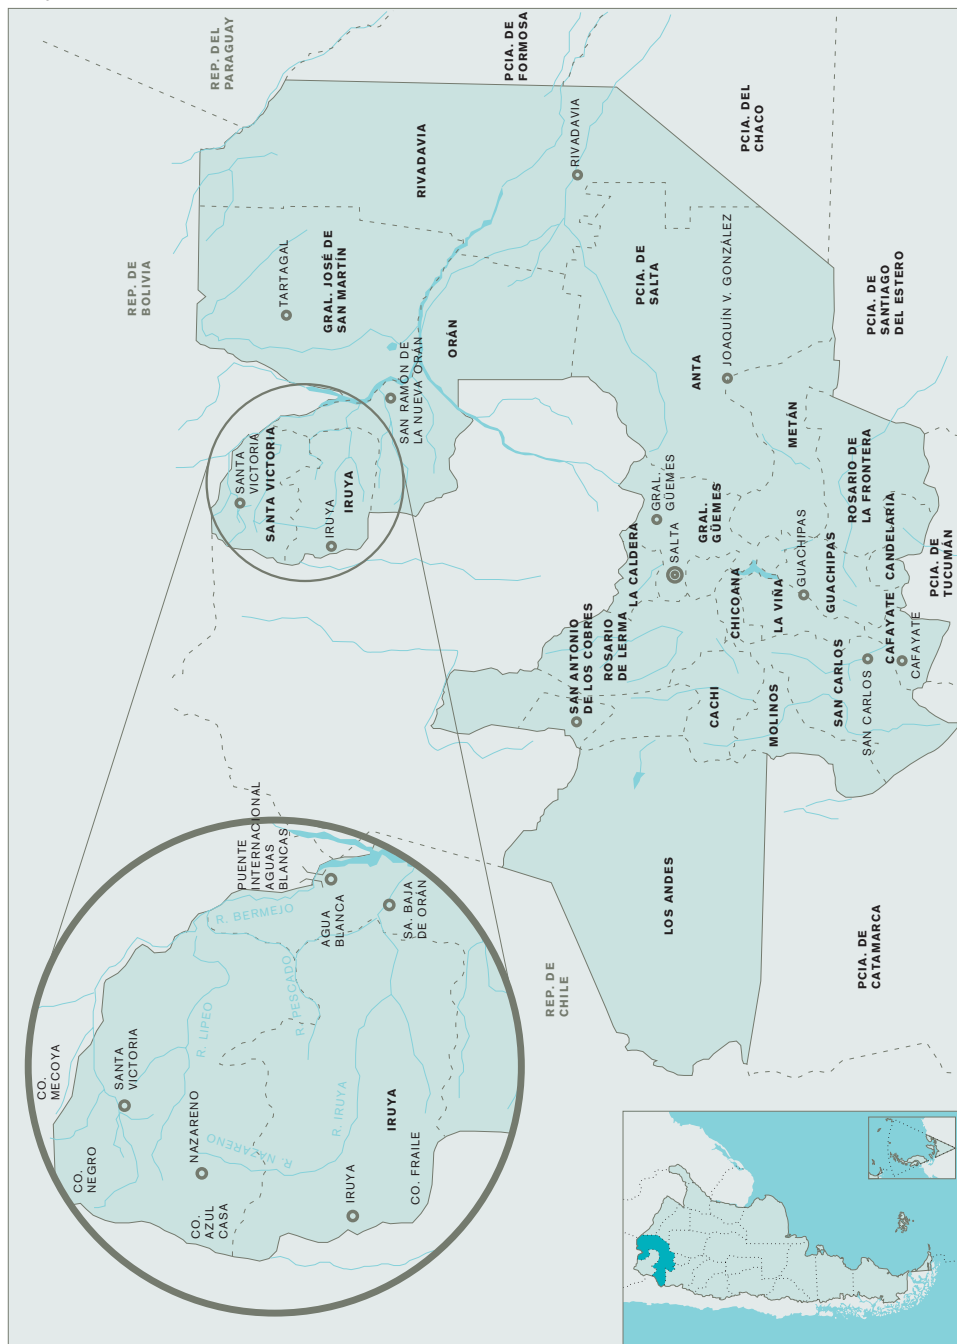 REP. DEL
PARAGUAY
PCIA. DE
FORMOSA
REP. DE
BOLIVIA
RIVADAVIA
RIVADAVIA
PCIA. DEL
CHACO
TARTAGAL
GRAL. JOSÉ DE
SAN MARTÍN
ORÁN
SAN RAMÓN DE
LA NUEVA ORÁN
PCIA. DE
SALTA
JOAQUÍN V. GONZÁLEZ
PCIA. DE
SANTIAGO
DEL ESTERO
ANTA
METÁN
SANTA
VICTORIA
SANTA VICTORIA
IRUYA
IRUYA
GRAL.
GÜEMES
SALTA
GRAL.
GÜEMES
LA CALDERA
ROSARIO DE
LA FRONTERA
CANDELARIA
PCIA. DE
TUCUMÁN
GUACHIPAS
GUACHIPAS
CHICOANA
LA VIÑA
SAN ANTONIO
DE LOS COBRES
ROSARIO
DE LERMA
CACHI
MOLINOS
SAN CARLOS
SAN CARLOS
CAFAYATE
CAFAYATE
LOS ANDES
PCIA. DE
CATAMARCA
REP. DE
CHILE
PUENTE
INTERNACIONAL
AGUAS
BLANCAS
R. BERMEJO
AGUA
BLANCA
SA. BAJA
DE ORÁN
R. PESCADO
R. LIPEO
CO.
MECOYA
SANTA
VICTORIA
CO.
NEGRO
NAZARENO
R. NAZARENO
R. IRUYA
IRUYA
CO.
AZUL
CASA
IRUYA
CO. FRAILE